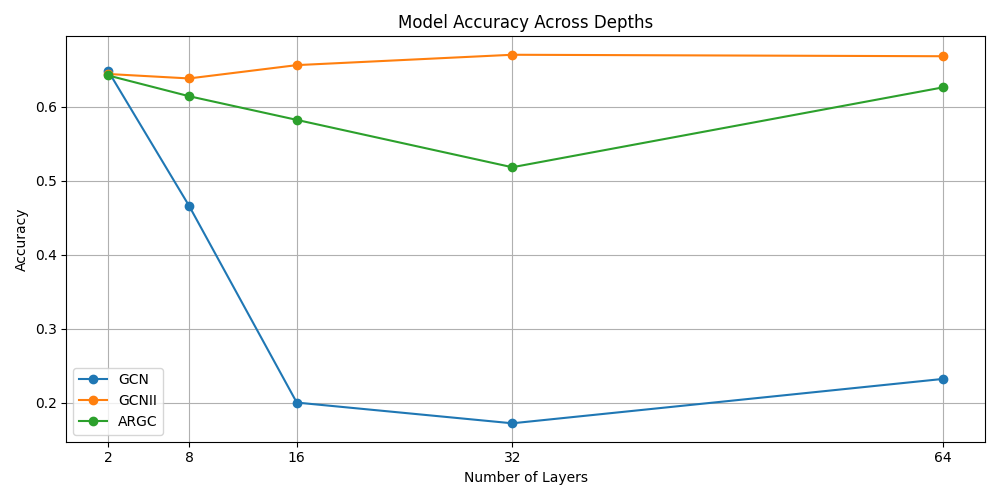 Model Accuracy Across Depths
Accuracy
0.6
0.5
0.4
0.3
0.2
GCN
GCNII
ARGC
2 8 16 32 64
Number of Layers